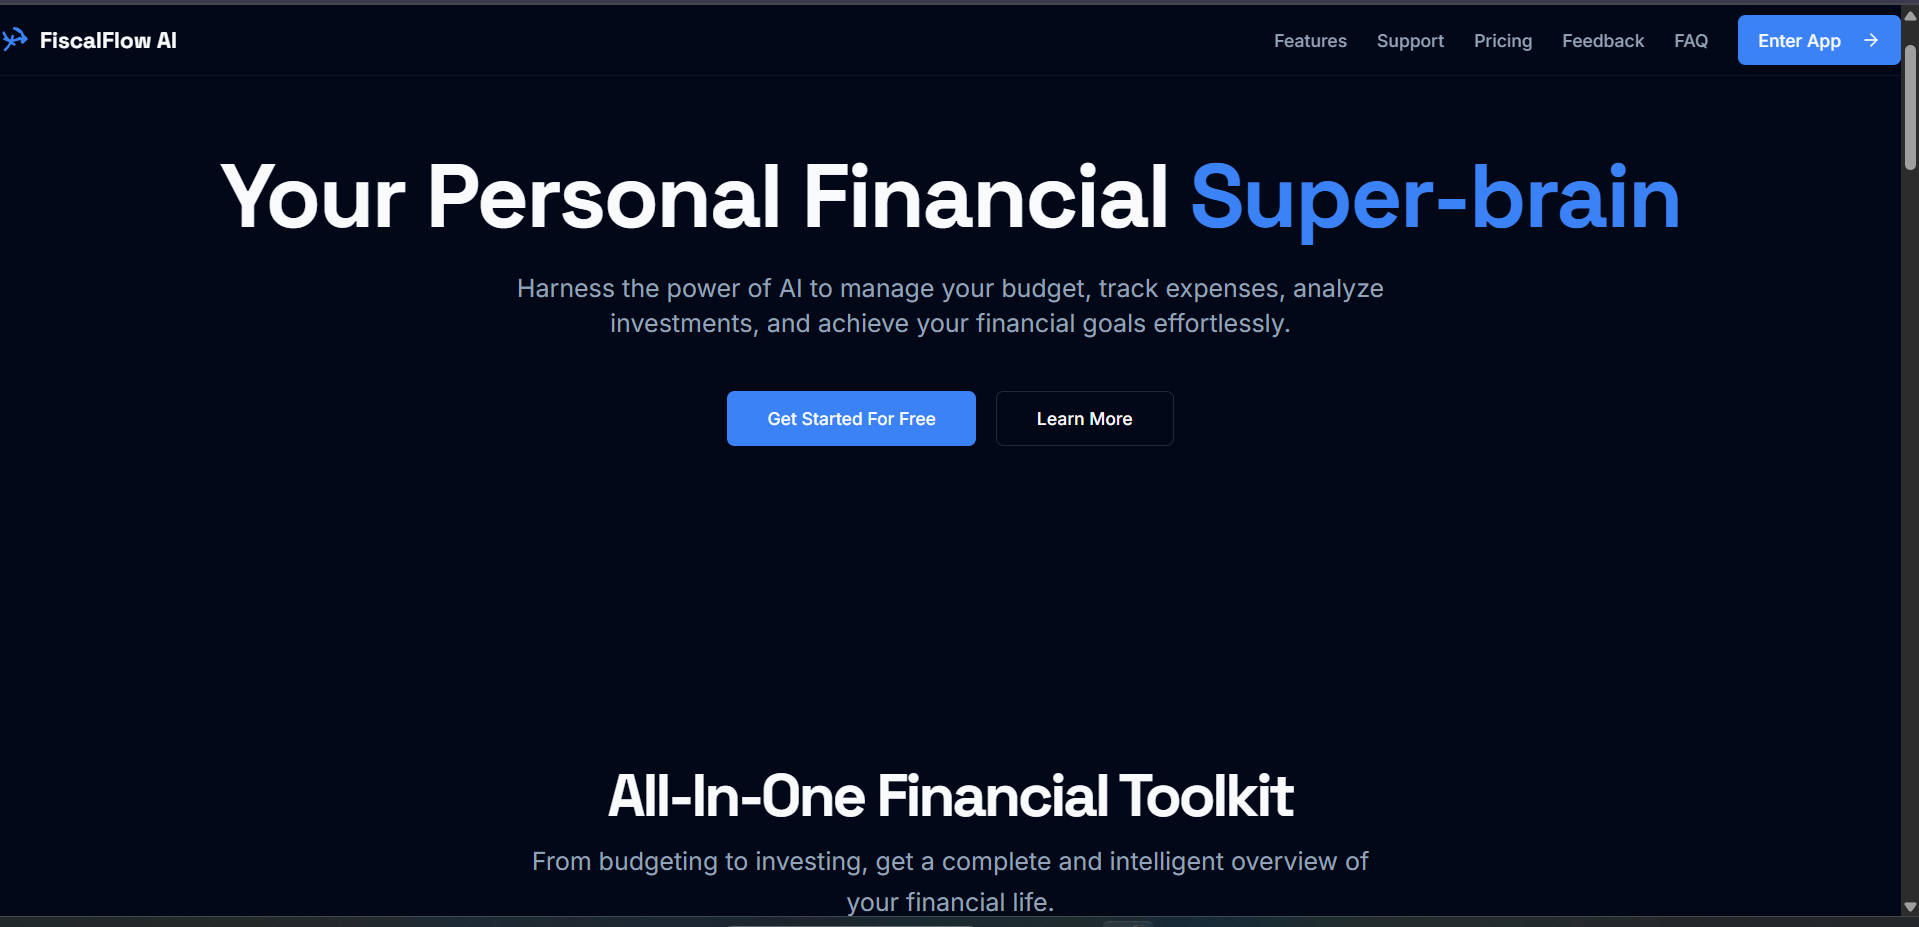 FiscalFlow AI
Features
Support
Pricing
Feedback
FAQ
Enter App
Your Personal Financial Super-brain
Harness the power of AI to manage your budget, track expenses, analyze
investments, and achieve your financial goals effortlessly.
Get Started For Free
Learn More
All-In-One Financial Toolkit
From budgeting to investing, get a complete and intelligent overview of
your financial life.